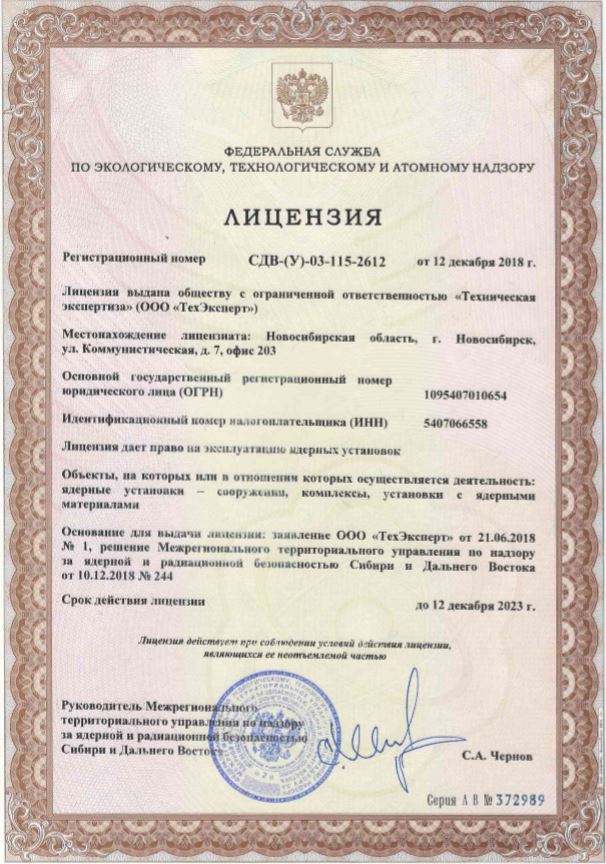 ФЕДЕРАЛЬНАЯ СЛУЖБА
ПО ЭКОЛОГИЧЕСКОМУ, ТЕХНОЛОГИЧЕСКОМУ И АТОМНОМУ НАДЗОРУ
ЛИЦЕНЗИЯ
Регистрационный номер СДВ-(У)-03-115-2612 от 12 декабря 2018 г.
Лицензия выдана обществу с ограниченной ответственностью «Техническая
экспертиза» (ООО «ТехЭксперт»)
Местонахождение лицензиата: Новосибирская область, г. Новосибирск,
ул. Коммунистическая, д. 7, офис 203
Основной государственный регистрационный номер
юридического лица (ОГРН) 1095407010654
Идентификационный номер налогоплательщика (ИНН) 5407066558
Лицензия дает право на эксплуатацию ядерных установок
Объекты, на которых или в отношении которых осуществляется деятельность:
ядерные установки – сооружения, комплексы, установки с ядерными
материалами
Основание для выдачи лицензии: заявление ООО «ТехЭксперт» от 21.06.2018
№ 1, решение Межрегионального территориального управления по надзору
за ядерной и радиационной безопасностью Сибири и Дальнего Востока
от 10.12.2018 № 244
Срок действия лицензии до 12 декабря 2023 г.
Лицензия действует при соблюдении условий действия лицензии,
являющихся ее неотъемлемой частью
Руководитель Межрегионального
территориального управления по надзору
за ядерной и радиационной безопасностью
Сибири и Дальнего Востока С.А. Чернов
Серия А В № 372989